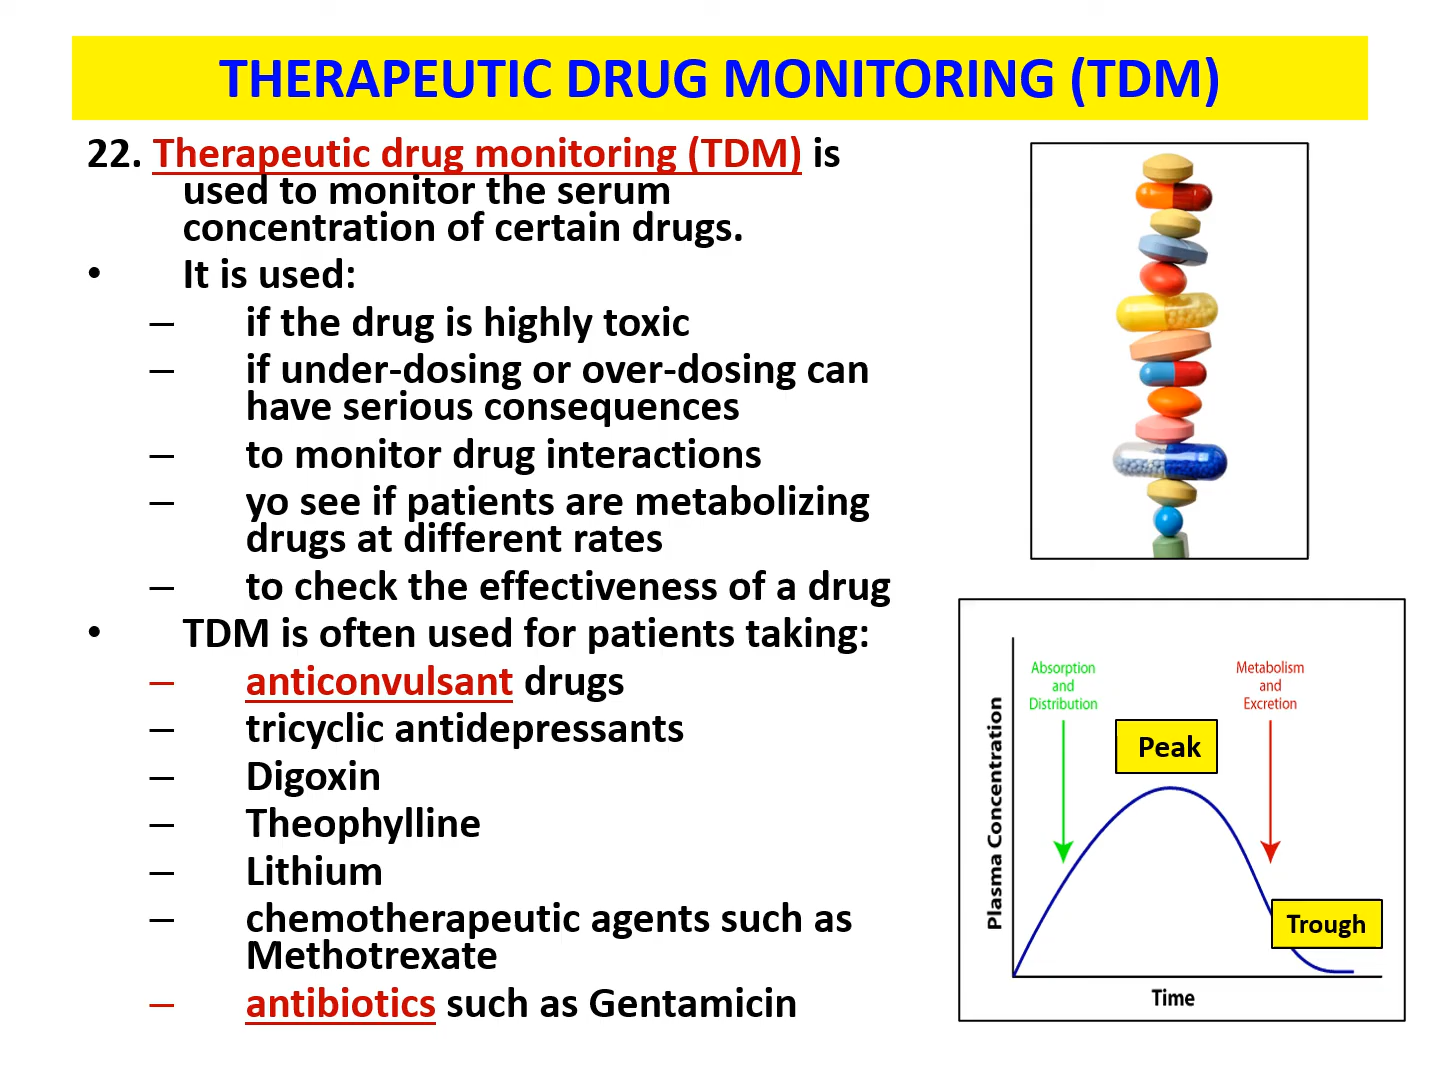 THERAPEUTIC DRUG MONITORING (TDM)
22. Therapeutic drug monitoring (TDM) is
used to monitor the serum
concentration of certain drugs.
• It is used:
– if the drug is highly toxic
– if under-dosing or over-dosing can
have serious consequences
– to monitor drug interactions
– yo see if patients are metabolizing
drugs at different rates
– to check the effectiveness of a drug
• TDM is often used for patients taking:
– anticonvulsant drugs
– tricyclic antidepressants
– Digoxin
– Theophylline
– Lithium
– chemotherapeutic agents such as
Methotrexate
– antibiotics such as Gentamicin
Absorption
and
Distribution
Metabolism
and
Excretion
Peak
Plasma Concentration
Trough
Time